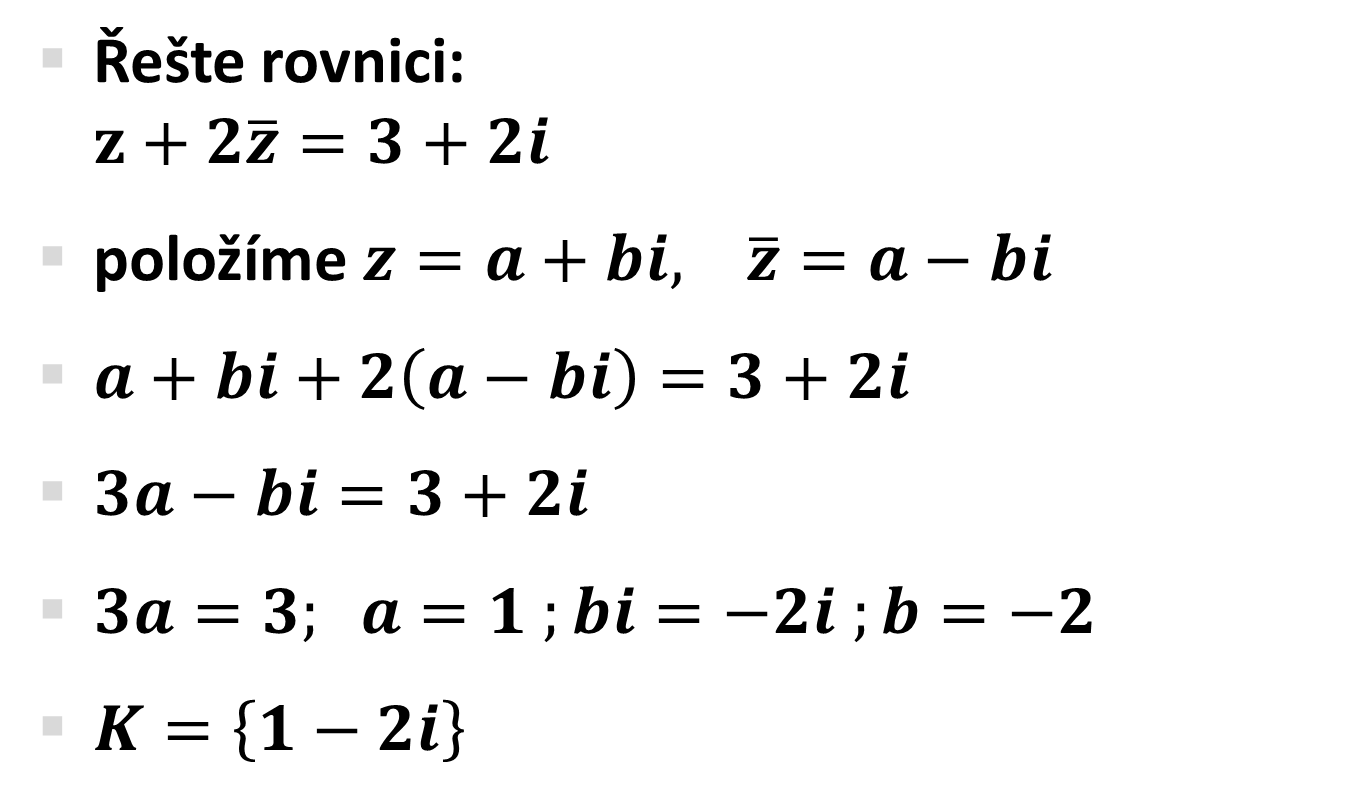 Řešte rovnici:
z + 2z̄ = 3 + 2i
položíme z = a + bi, z̄ = a − bi
a + bi + 2(a − bi) = 3 + 2i
3a − bi = 3 + 2i
3a = 3; a = 1 ; bi = −2i ; b = −2
K = {1 − 2i}